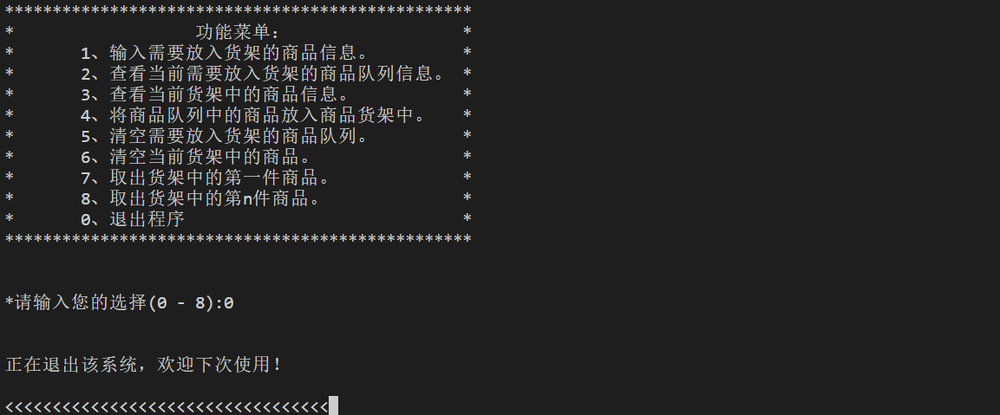 *************************************************
* 功能菜单： *
* 1、输入需要放入货架的商品信息。 *
* 2、查看当前需要放入货架的商品队列信息。 *
* 3、查看当前货架中的商品信息。 *
* 4、将商品队列中的商品放入商品货架中。 *
* 5、清空需要放入货架的商品队列。 *
* 6、清空当前货架中的商品。 *
* 7、取出货架中的第一件商品。 *
* 8、取出货架中的第n件商品。 *
* 0、退出程序 *
*************************************************
*请输入您的选择(0 - 8):0
正在退出该系统，欢迎下次使用！
<<<<<<<<<<<<<<<<<<<<<<<<<<<<<<<<<<